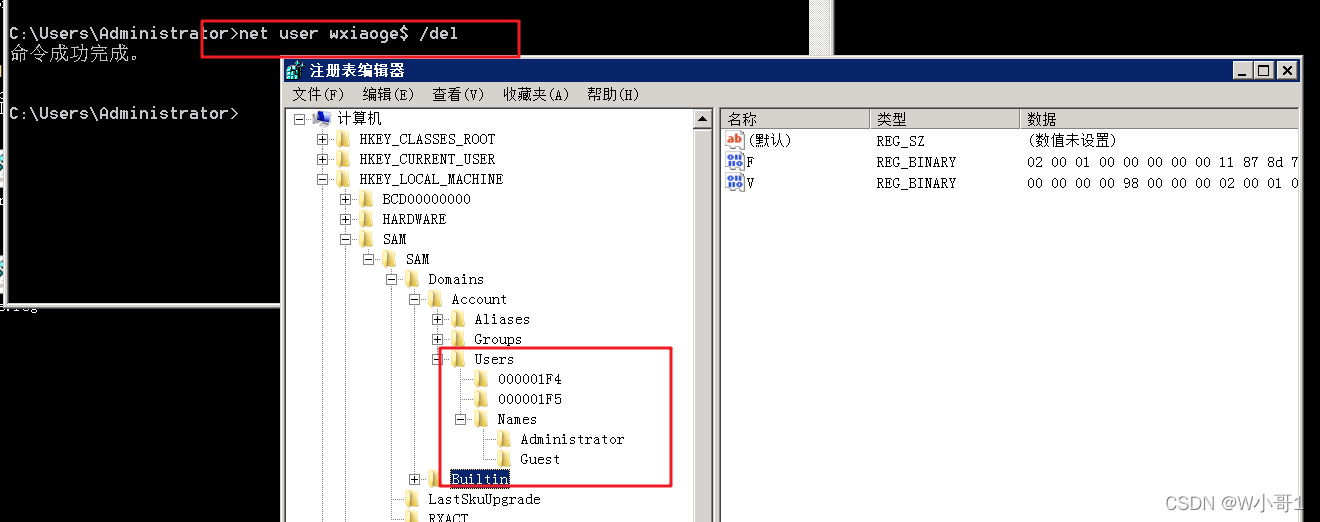 C:\Users\Administrator>net user wxiaoge$ /del
命令成功完成。
C:\Users\Administrator>
注册表编辑器
文件(F) 编辑(E) 查看(V) 收藏夹(A) 帮助(H)
计算机
HKEY_CLASSES_ROOT
HKEY_CURRENT_USER
HKEY_LOCAL_MACHINE
BCD00000000
HARDWARE
SAM
SAM
Domains
Account
Aliases
Groups
Users
000001F4
000001F5
Names
Administrator
Guest
Builtin
LastSkuUpgrade
RXACT
名称 类型 数据
(默认) REG_SZ (数值未设置)
F REG_BINARY 02 00 01 00 00 00 00 00 11 87 8d 7
V REG_BINARY 00 00 00 00 98 00 00 00 02 00 01 0
CSDN @W小哥1